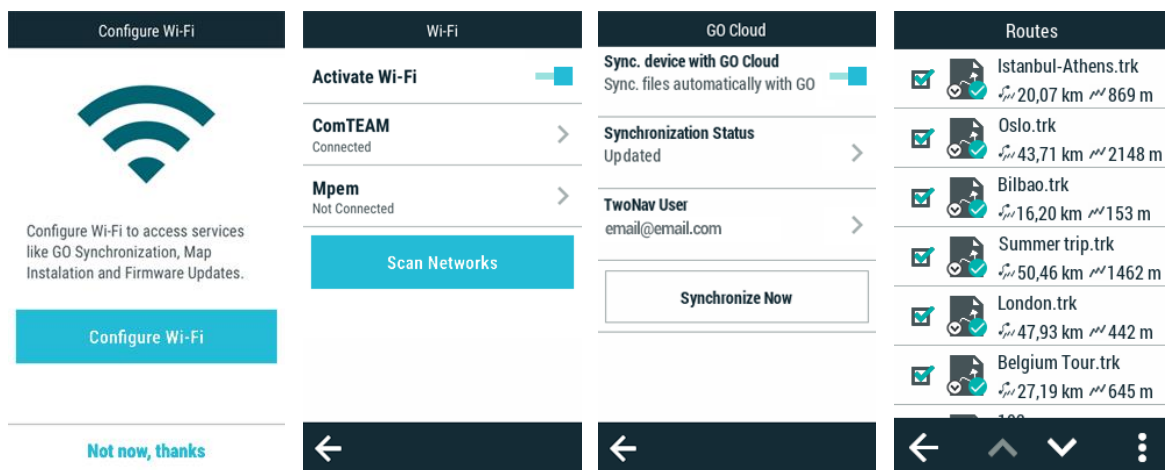 Configure Wi-Fi
Configure Wi-Fi to access services
like GO Synchronization, Map
Instalation and Firmware Updates.
Configure Wi-Fi
Not now, thanks
Wi-Fi
Activate Wi-Fi
ComTEAM
Connected
Mpem
Not Connected
Scan Networks
GO Cloud
Sync. device with GO Cloud
Sync. files automatically with GO
Synchronization Status
Updated
TwoNav User
email@email.com
Synchronize Now
Routes
Istanbul-Athens.trk
20,07 km 869 m
Oslo.trk
43,71 km 2148 m
Bilbao.trk
16,20 km 153 m
Summer trip.trk
50,46 km 1462 m
London.trk
47,93 km 442 m
Belgium Tour.trk
27,19 km 645 m